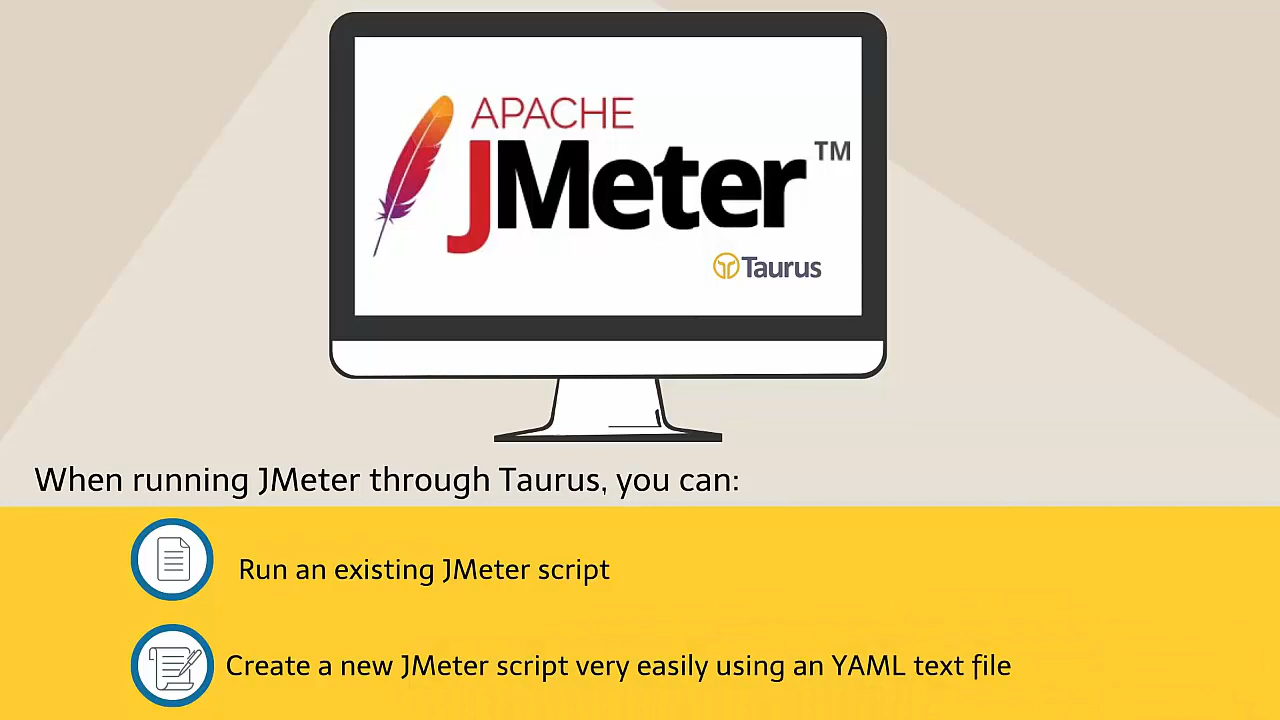 APACHE
JMeter™
Taurus
When running JMeter through Taurus, you can:
Run an existing JMeter script
Create a new JMeter script very easily using an YAML text file